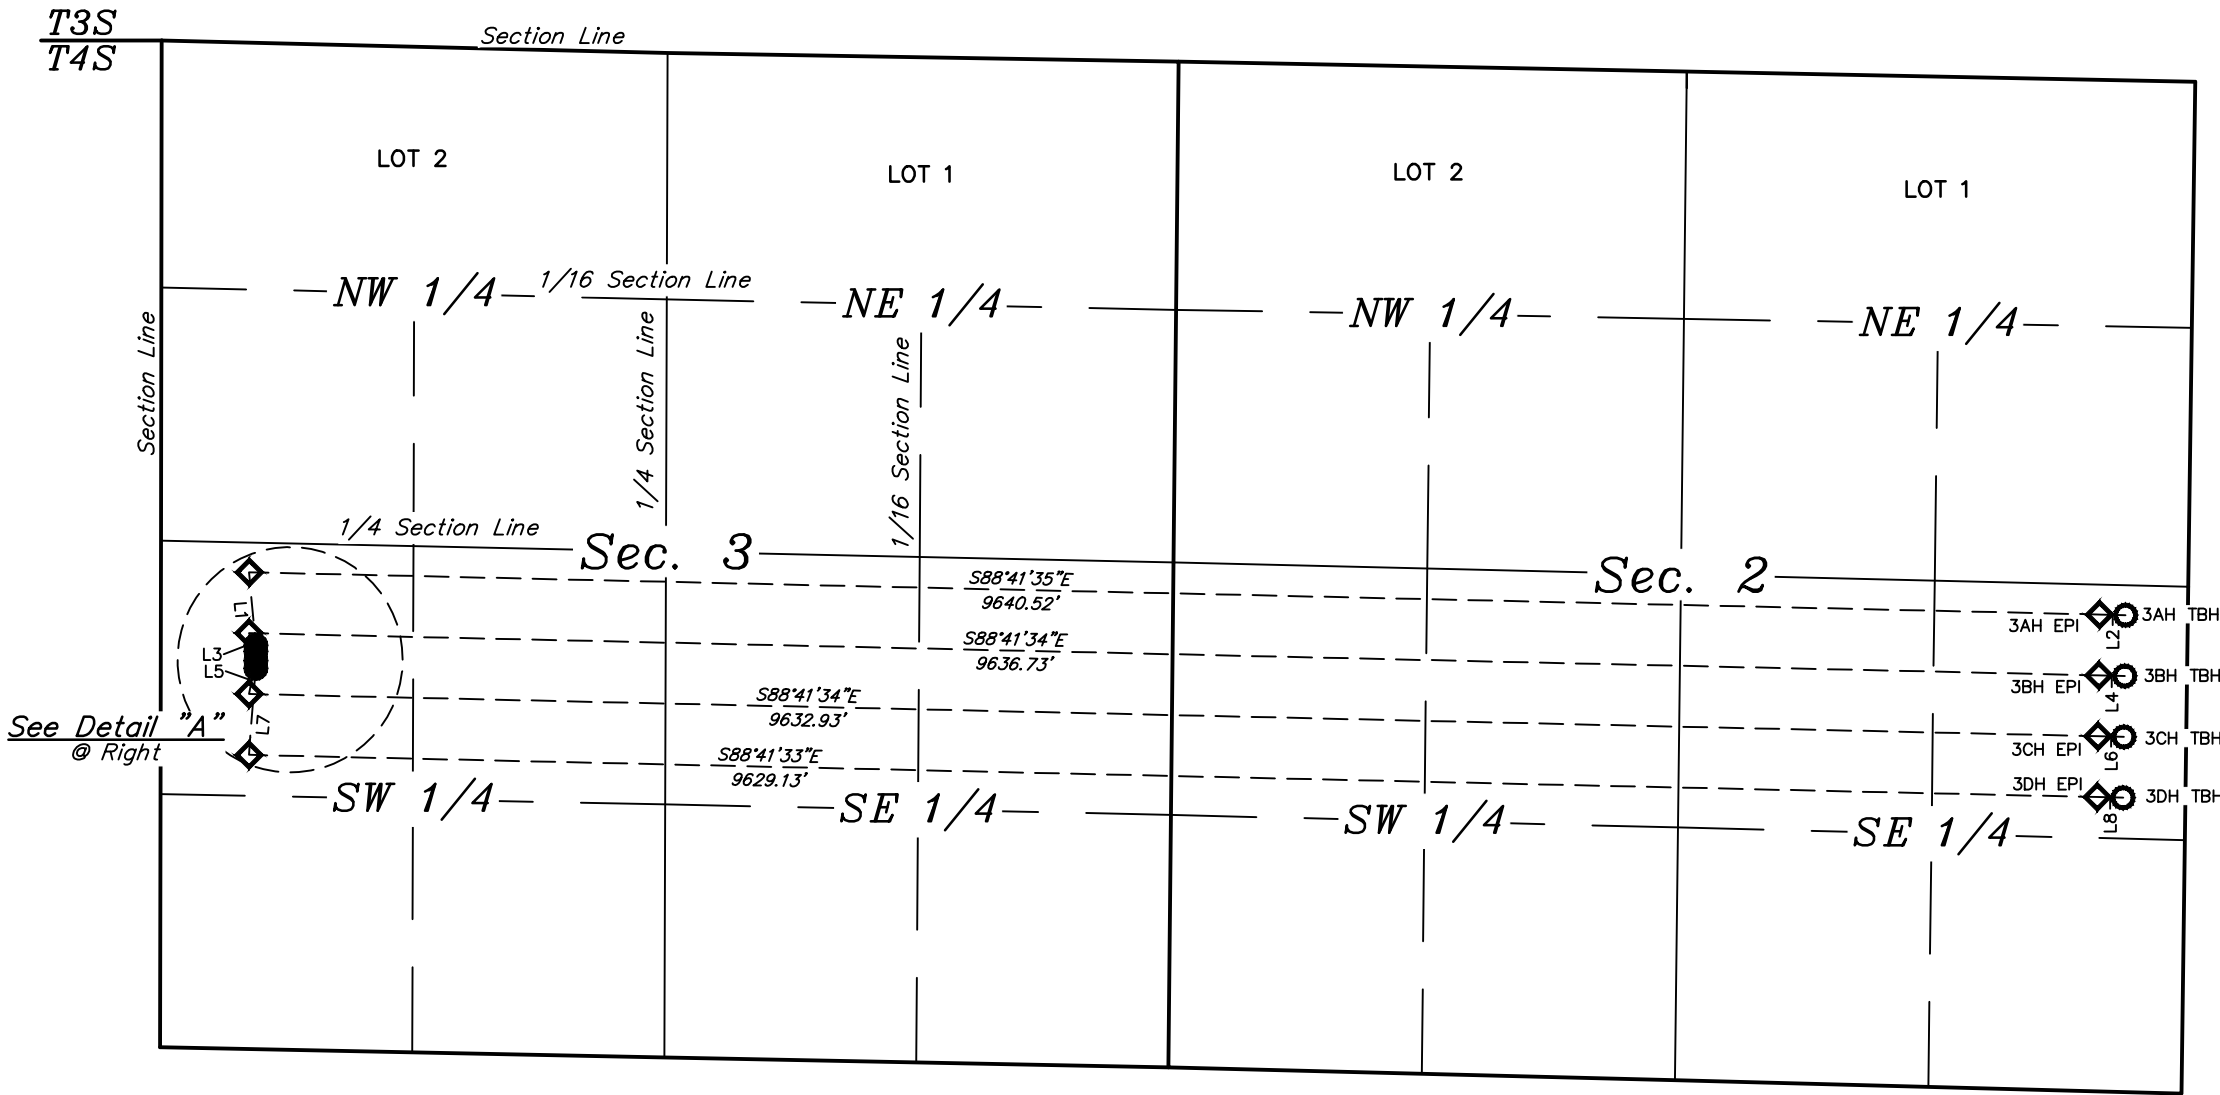 T3S
T4S
Section Line
LOT 2
LOT 1
LOT 2
LOT 1
NW 1/4
1/16 Section Line
NE 1/4
NW 1/4
NE 1/4
Section Line
1/4 Section Line
1/16 Section Line
1/4 Section Line
Sec. 3
Sec. 2
S88°41'35"E
9640.52'
L1
3AH EPI
L2
3AH TBH
S88°41'34"E
9636.73'
L3
L5
3BH EPI
L4
3BH TBH
S88°41'34"E
9632.93'
L7
See Detail "A"
@ Right
3CH EPI
L6
3CH TBH
S88°41'33"E
9629.13'
3DH EPI
L8
3DH TBH
SW 1/4
SE 1/4
SW 1/4
SE 1/4